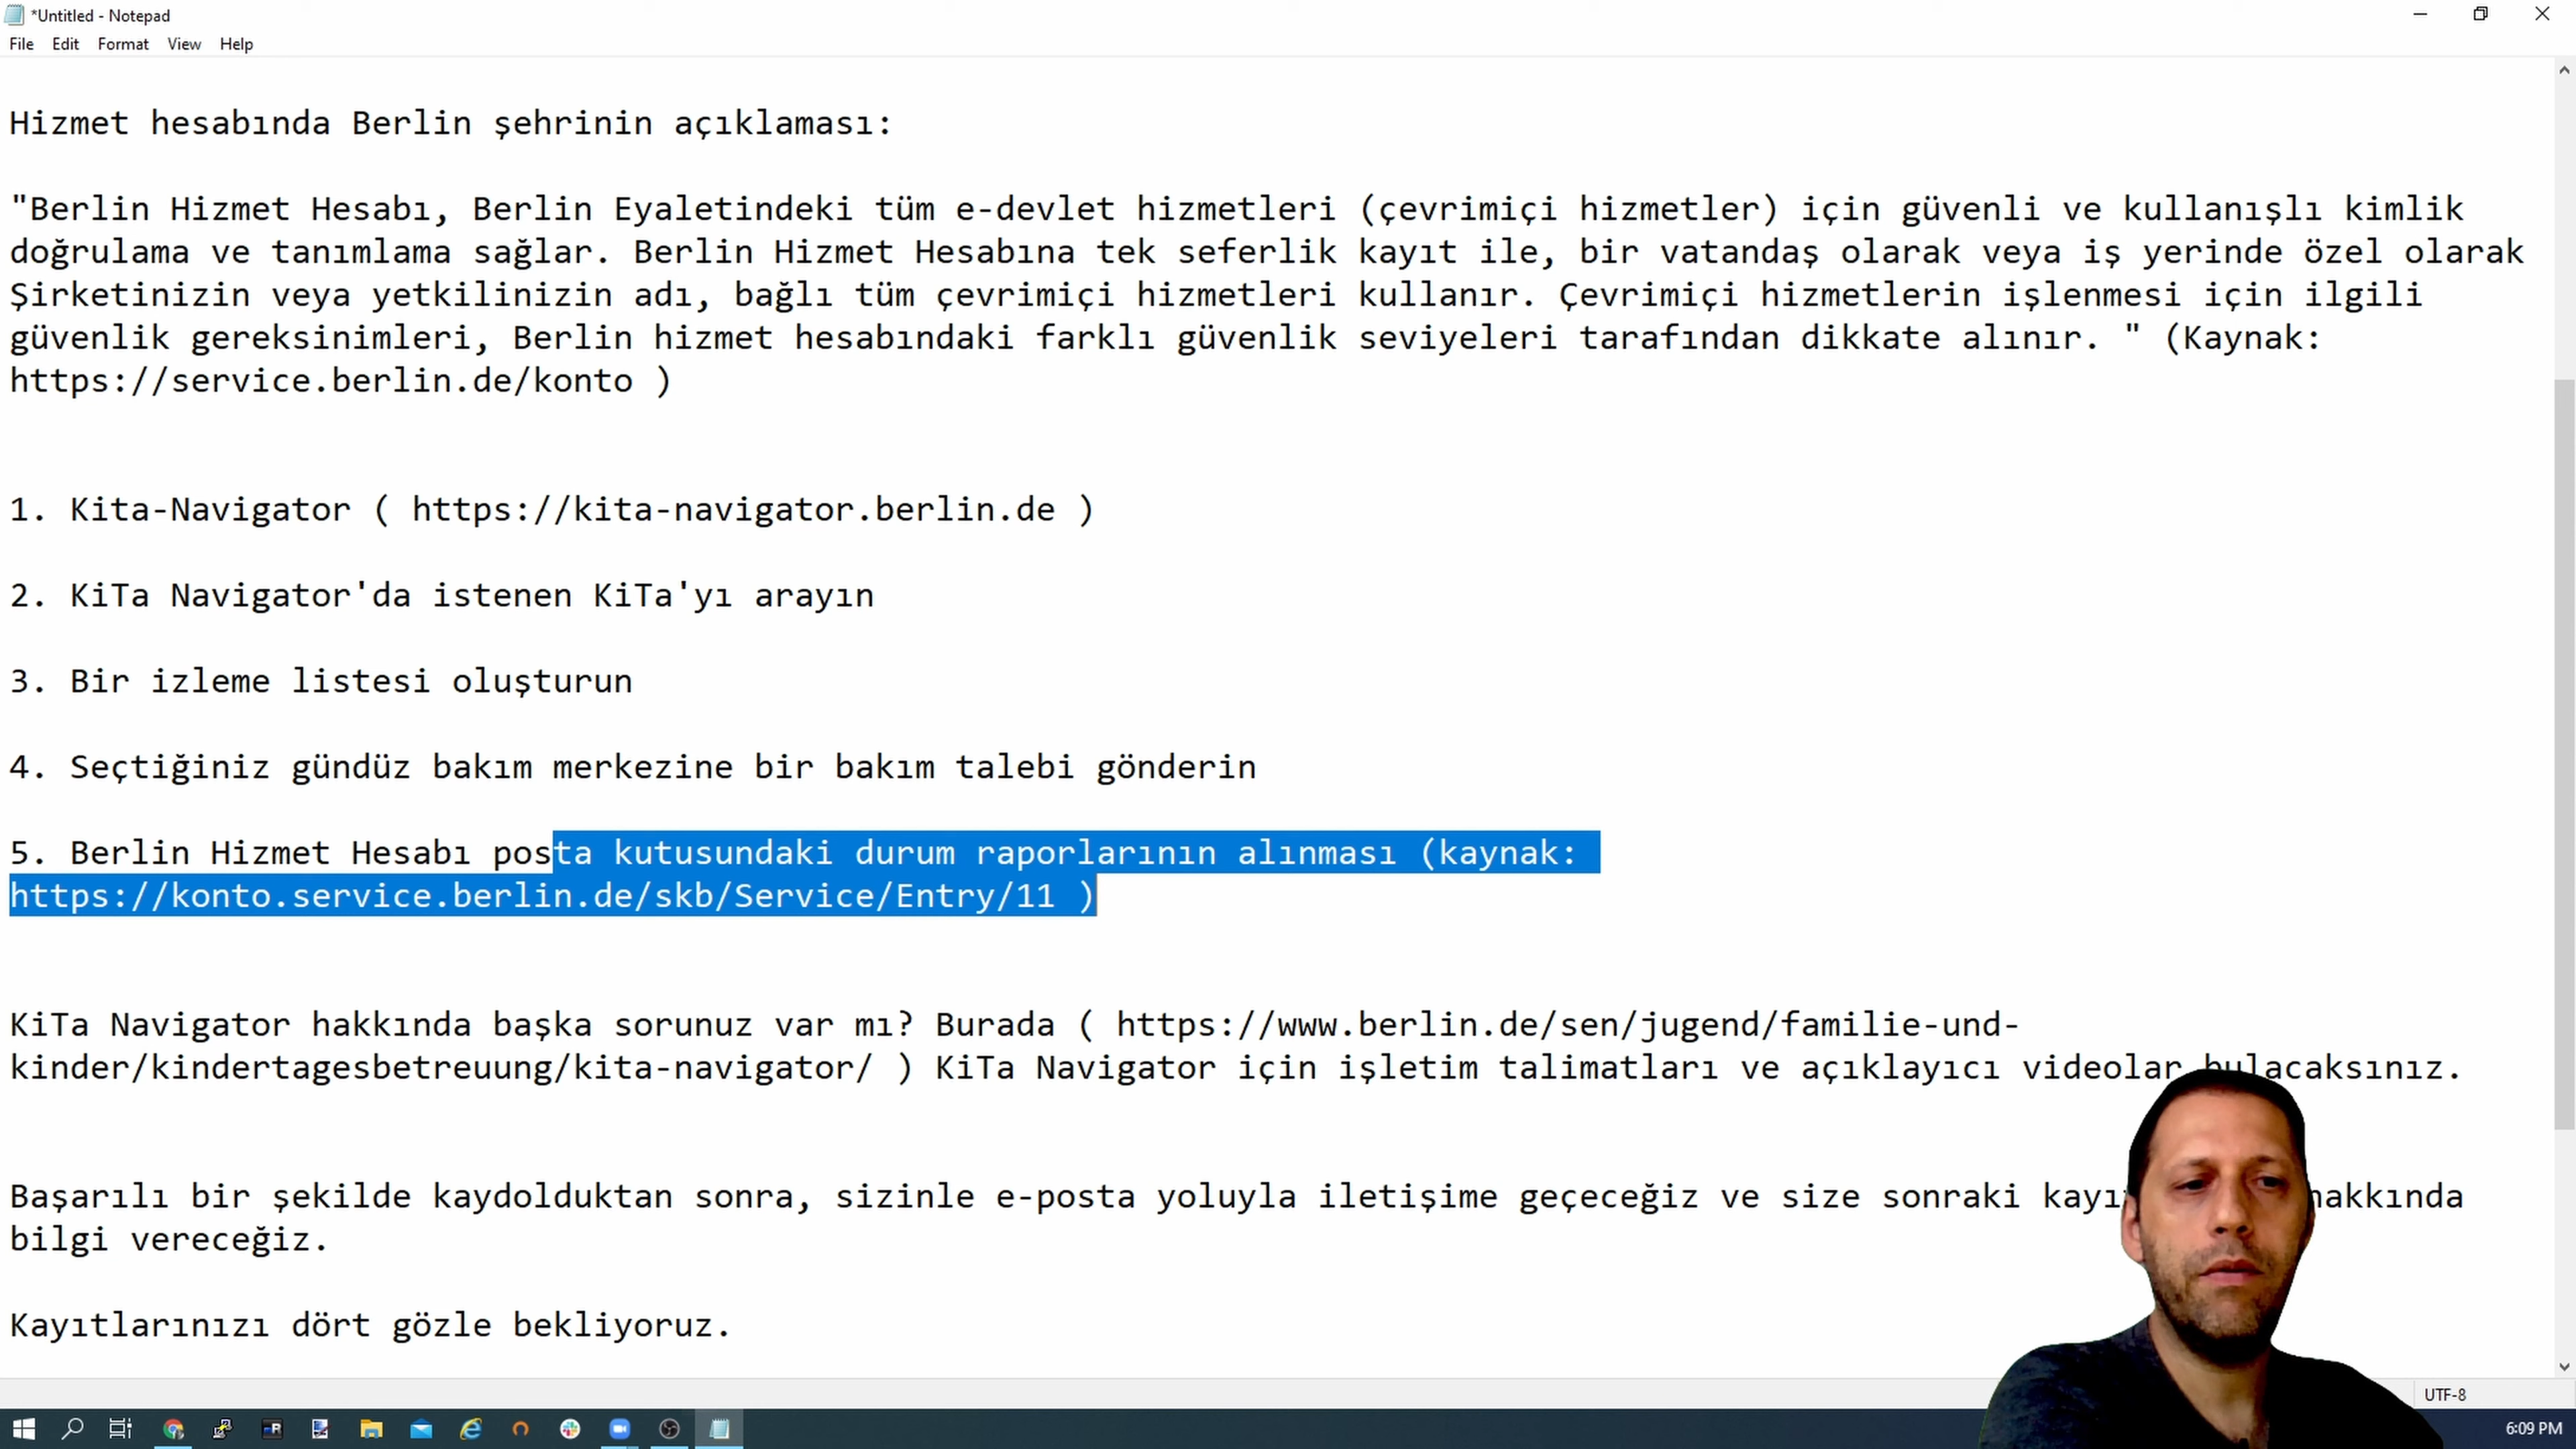 *Untitled - Notepad
File Edit Format View Help
Hizmet hesabında Berlin şehrinin açıklaması:
"Berlin Hizmet Hesabı, Berlin Eyaletindeki tüm e-devlet hizmetleri (çevrimiçi hizmetler) için güvenli ve kullanışlı kimlik
doğrulama ve tanımlama sağlar. Berlin Hizmet Hesabına tek seferlik kayıt ile, bir vatandaş olarak veya iş yerinde özel olarak
Şirketinizin veya yetkilinizin adı, bağlı tüm çevrimiçi hizmetleri kullanır. Çevrimiçi hizmetlerin işlenmesi için ilgili
güvenlik gereksinimleri, Berlin hizmet hesabındaki farklı güvenlik seviyeleri tarafından dikkate alınır. " (Kaynak:
https://service.berlin.de/konto )
1. Kita-Navigator ( https://kita-navigator.berlin.de )
2. KiTa Navigator'da istenen KiTa'yı arayın
3. Bir izleme listesi oluşturun
4. Seçtiğiniz gündüz bakım merkezine bir bakım talebi gönderin
5. Berlin Hizmet Hesabı posta kutusundaki durum raporlarının alınması (kaynak:
https://konto.service.berlin.de/skb/Service/Entry/11 )
KiTa Navigator hakkında başka sorunuz var mı? Burada ( https://www.berlin.de/sen/jugend/familie-und-
kinder/kindertagesbetreuung/kita-navigator/ ) KiTa Navigator için işletim talimatları ve açıklayıcı videolar bulacaksınız.
Başarılı bir şekilde kaydolduktan sonra, sizinle e-posta yoluyla iletişime geçeceğiz ve size sonraki hakkında
bilgi vereceğiz.
Kayıtlarınızı dört gözle bekliyoruz.
UTF-8
6:09 PM